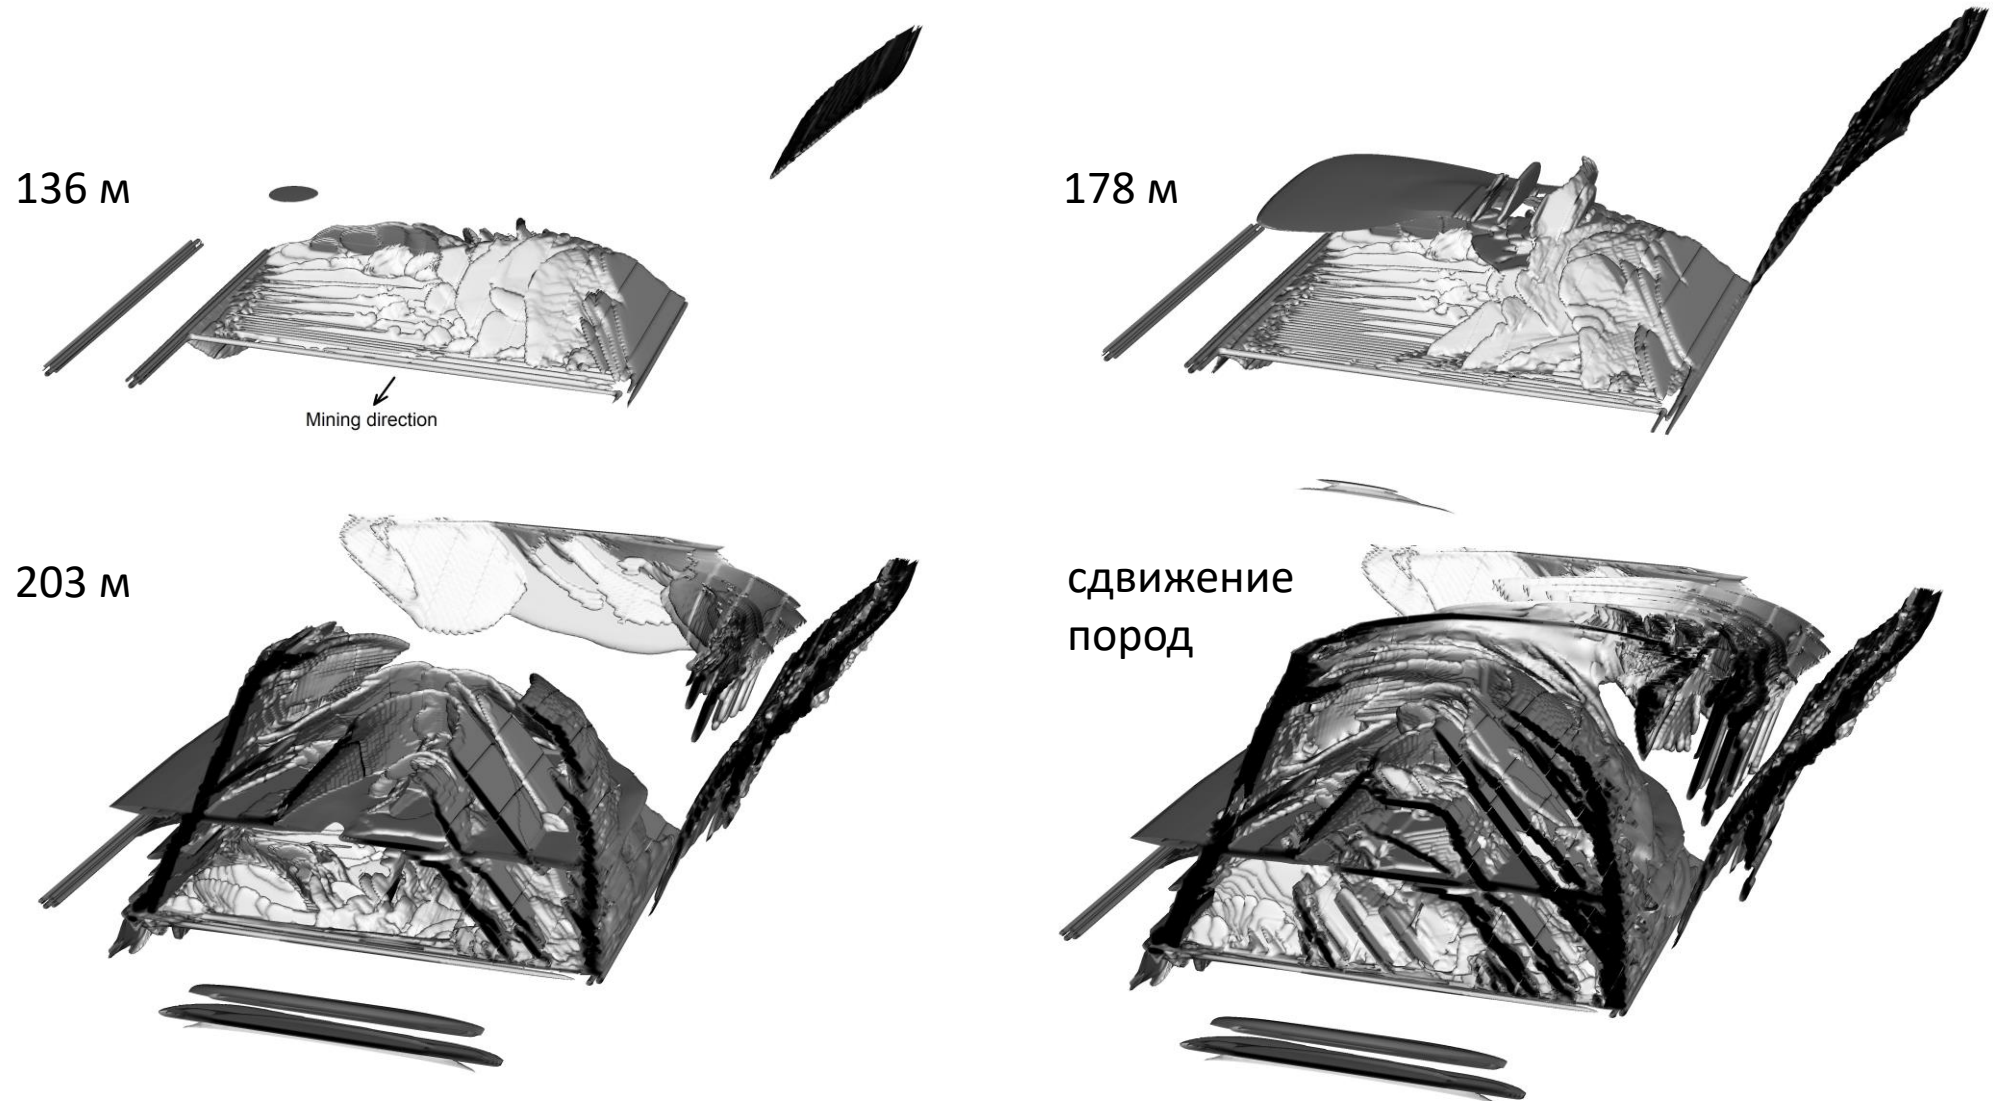 136 м
178 м
Mining direction
203 м
сдвижение
пород